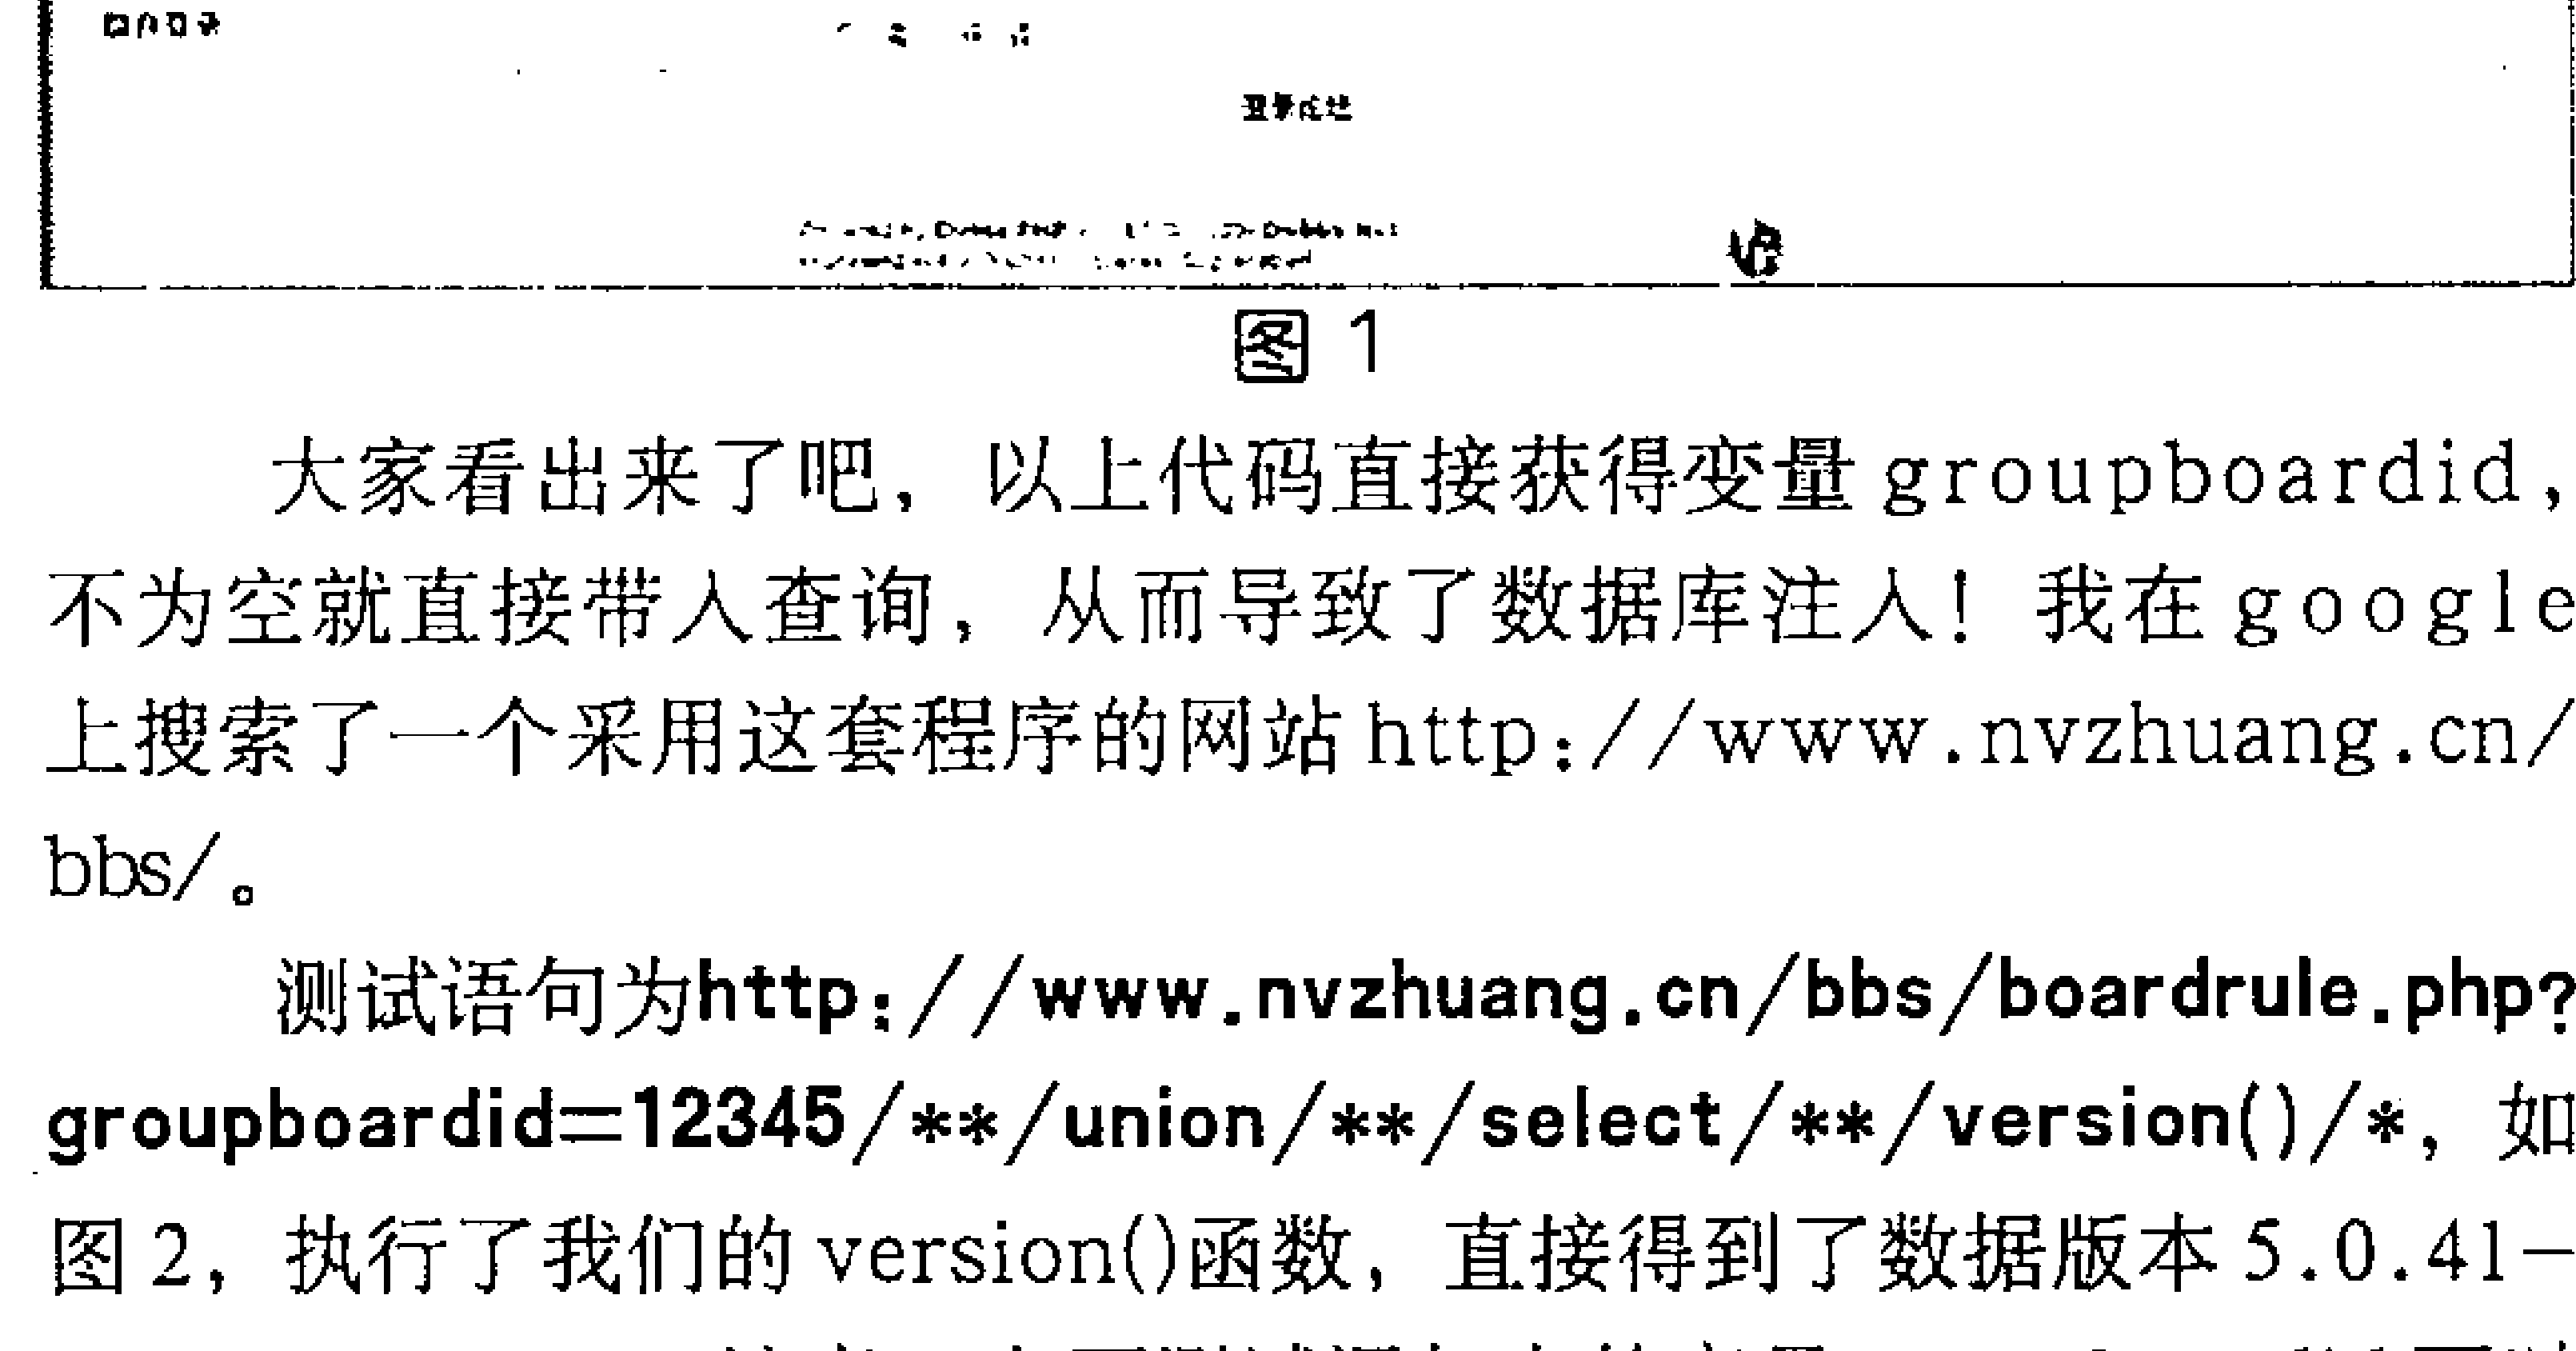 图 1
大家看出来了吧，以上代码直接获得变量 groupboardid，
不为空就直接带入查询，从而导致了数据库注入！我在 google
上搜索了一个采用这套程序的网站 http://www.nvzhuang.cn/
bbs/。
测试语句为http://www.nvzhuang.cn/bbs/boardrule.php?
groupboardid=12345/**/union/**/select/**/version()/*，如
图 2，执行了我们的 version()函数，直接得到了数据版本 5.0.41-